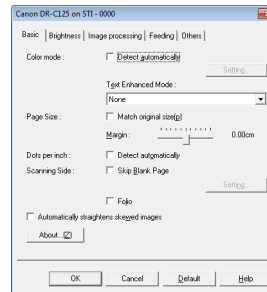 Canon DR-C125 on STI - 0000
Basic | Brightness | Image processing | Feeding | Others |
Color mode : Detect automatically
Setting...
Text Enhanced Mode :
None
Page Size : Match original size(p)
Margin : 0.00cm
Dots per inch : Detect automatically
Scanning Side : Skip Blank Page
Setting...
Folio
Automatically straightens skewed images
About...(Z)
OK Cancel Default Help